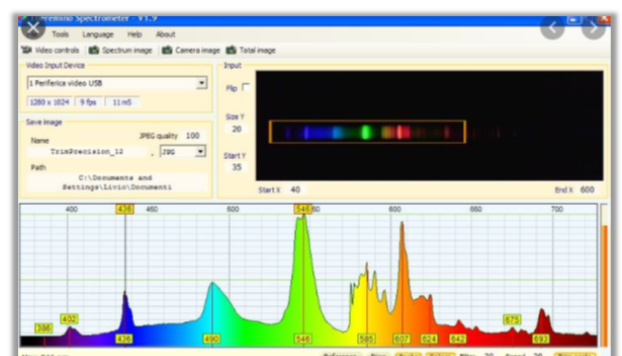 Theremino Spectrometer - V1.9
Tools Language Help About
Video controls Spectrum image Camera image Total image
Video Input Device
1 Periferica video USB
1280 x 1024 9 fps 11 mS
Save image
JPEG quality 100
Name
TrimPrecision_12 . JPG
Path
C:\Documents and
Settings\Livio\Documenti
Input
Flip
Size Y
20
Start Y
35
Start X 40
End X 600
400 436 450 500 546 600 650 700
386 402 436 490 546 585 607 624 642 675 693